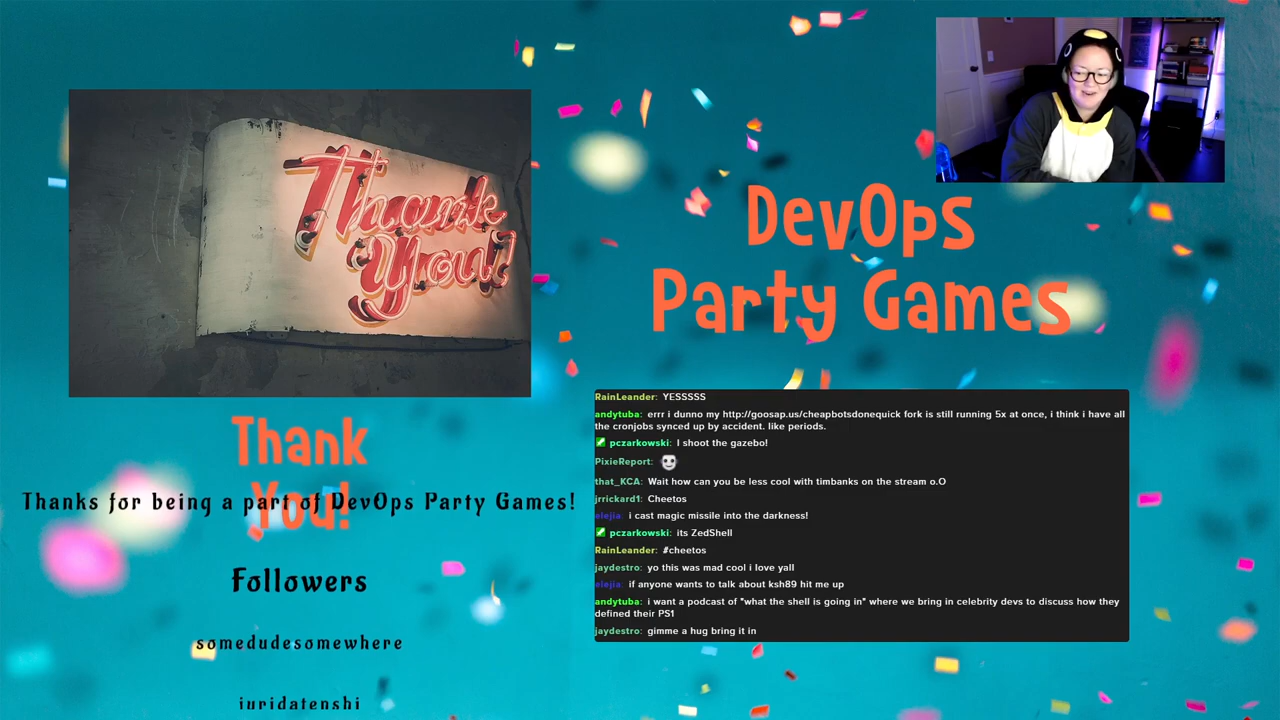 Thank
You!
DevOps
Party Games
Thank
You!
Thanks for being a part of DevOps Party Games!
Followers
somedudesomewhere
iuridatenshi
RainLeander: YESSSSS
andytuba: errr i dunno my http://goosap.us/cheapbotsdonequick fork is still running 5x at once, i think i have all
the cronjobs synced up by accident. like periods.
pczarkowski: I shoot the gazebo!
PixieReport:
that_KCA: Wait how can you be less cool with timbanks on the stream o.O
jrrickard1: Cheetos
elejia: i cast magic missile into the darkness!
pczarkowski: its ZedShell
RainLeander: #cheetos
jaydestro: yo this was mad cool i love yall
elejia: if anyone wants to talk about ksh89 hit me up
andytuba: i want a podcast of "what the shell is going in" where we bring in celebrity devs to discuss how they
defined their PS1
jaydestro: gimme a hug bring it in